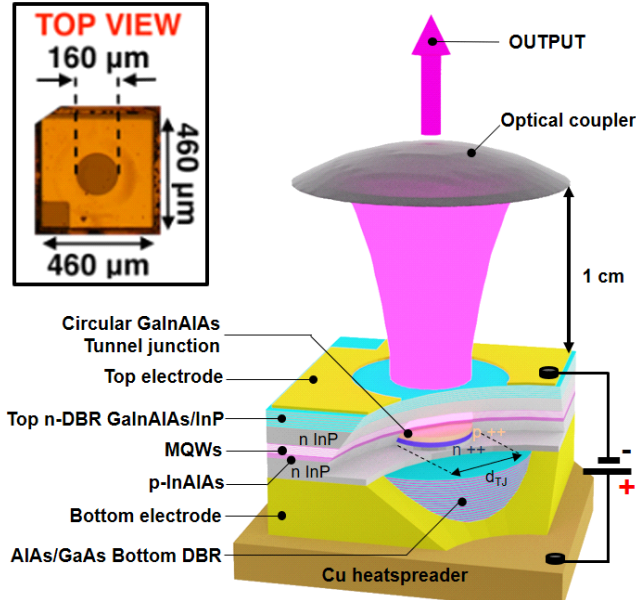 TOP VIEW
160 µm
460 µm
460 µm
OUTPUT
Optical coupler
1 cm
Circular GaInAlAs
Tunnel junction
Top electrode
Top n-DBR GaInAlAs/InP
n InP
MQWs
p-InAlAs
n InP
p ++
n ++
dTJ
Bottom electrode
AlAs/GaAs Bottom DBR
Cu heatspreader
-
+